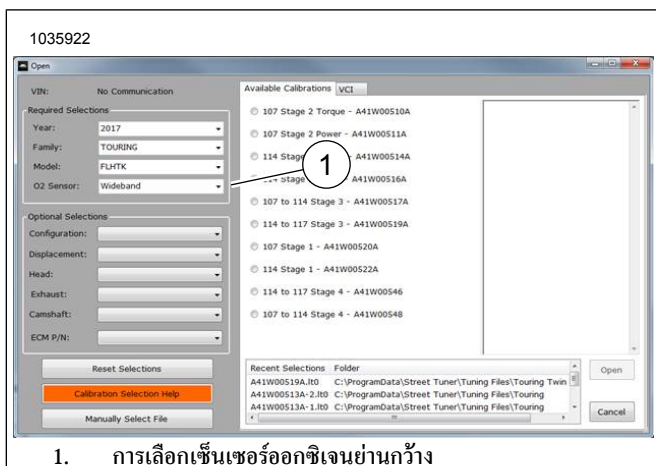 1035922
Open
VIN: No Communication
Required Selections
Year: 2017
Family: TOURING
Model: FLHTK
O2 Sensor: Wideband
Optional Selections
Configuration:
Displacement:
Head:
Exhaust:
Camshaft:
ECM P/N:
Reset Selections
Calibration Selection Help
Manually Select File
Available Calibrations VCI
107 Stage 2 Torque - A41W00510A
107 Stage 2 Power - A41W00511A
114 Stage - A41W00514A
1
Stage - A41W00516A
107 to 114 Stage 3 - A41W00517A
114 to 117 Stage 3 - A41W00519A
107 Stage 1 - A41W00520A
114 Stage 1 - A41W00522A
114 to 117 Stage 4 - A41W00546
107 to 114 Stage 4 - A41W00548
Recent Selections Folder
A41W00519A.lt0 C:\ProgramData\Street Tuner\Tuning Files\Touring Twin
A41W00513A-2.lt0 C:\ProgramData\Street Tuner\Tuning Files\Touring
A41W00513A-1.lt0 C:\ProgramData\Street Tuner\Tuning Files\Touring
Open
Cancel
1. การเลือกเซ็นเซอร์ออกซิเจนย่านกว้าง